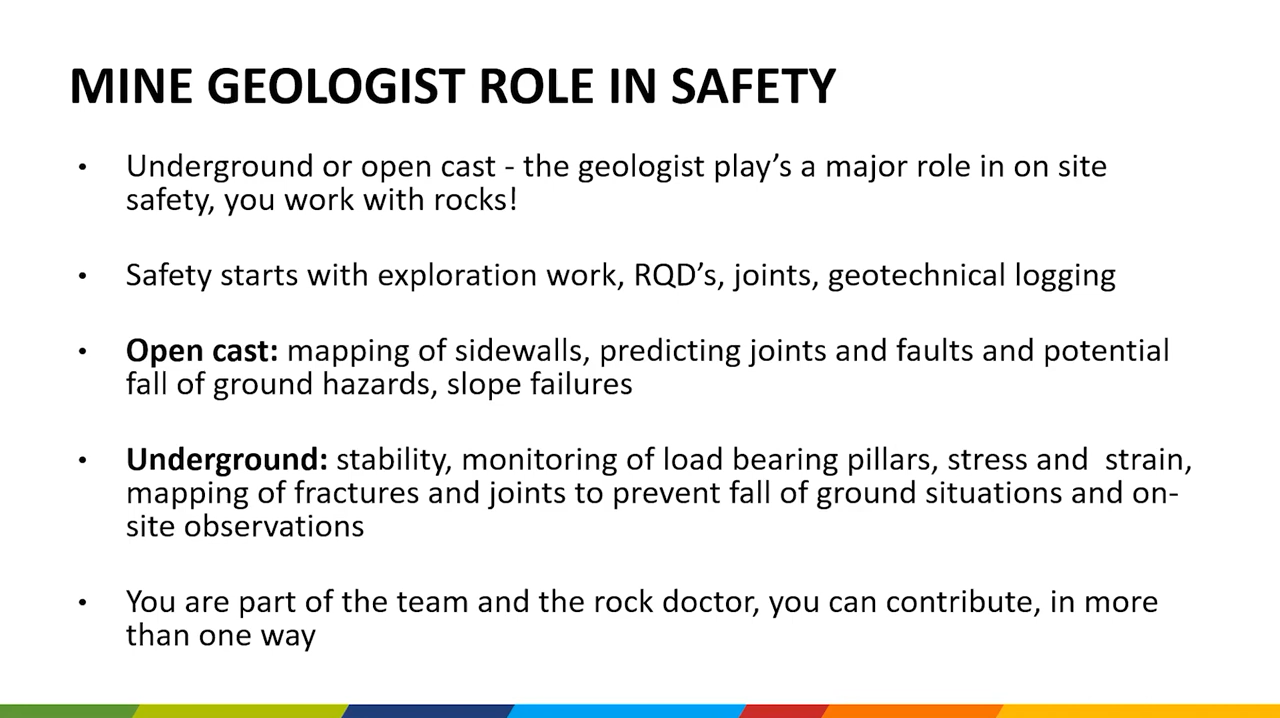 MINE GEOLOGIST ROLE IN SAFETY
• Underground or open cast - the geologist play’s a major role in on site
safety, you work with rocks!
• Safety starts with exploration work, RQD’s, joints, geotechnical logging
• Open cast: mapping of sidewalls, predicting joints and faults and potential
fall of ground hazards, slope failures
• Underground: stability, monitoring of load bearing pillars, stress and  strain,
mapping of fractures and joints to prevent fall of ground situations and on-
site observations
• You are part of the team and the rock doctor, you can contribute, in more
than one way